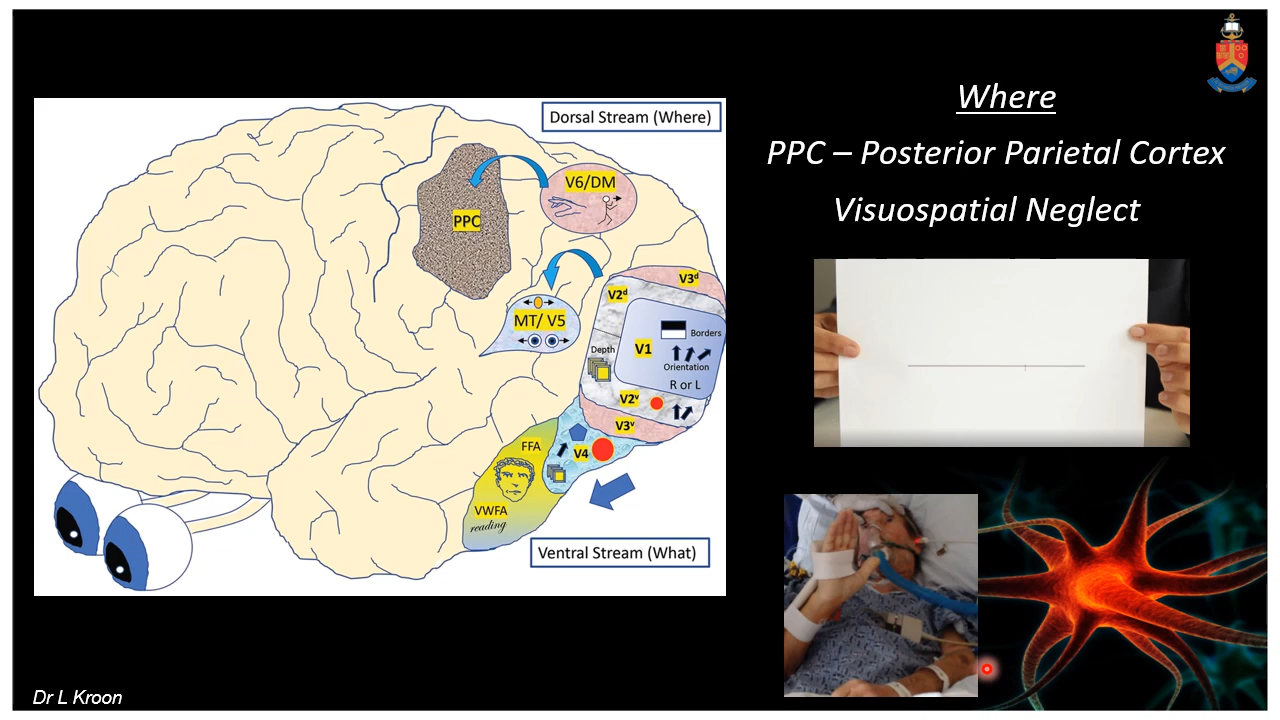 Where
PPC – Posterior Parietal Cortex
Visuospatial Neglect
Dorsal Stream (Where)
V6/DM
PPC
MT/ V5
V3d
V2d
Borders
V1
Depth
Orientation
R or L
V2v
V3v
V4
FFA
VWFA
reading
Ventral Stream (What)
Dr L Kroon